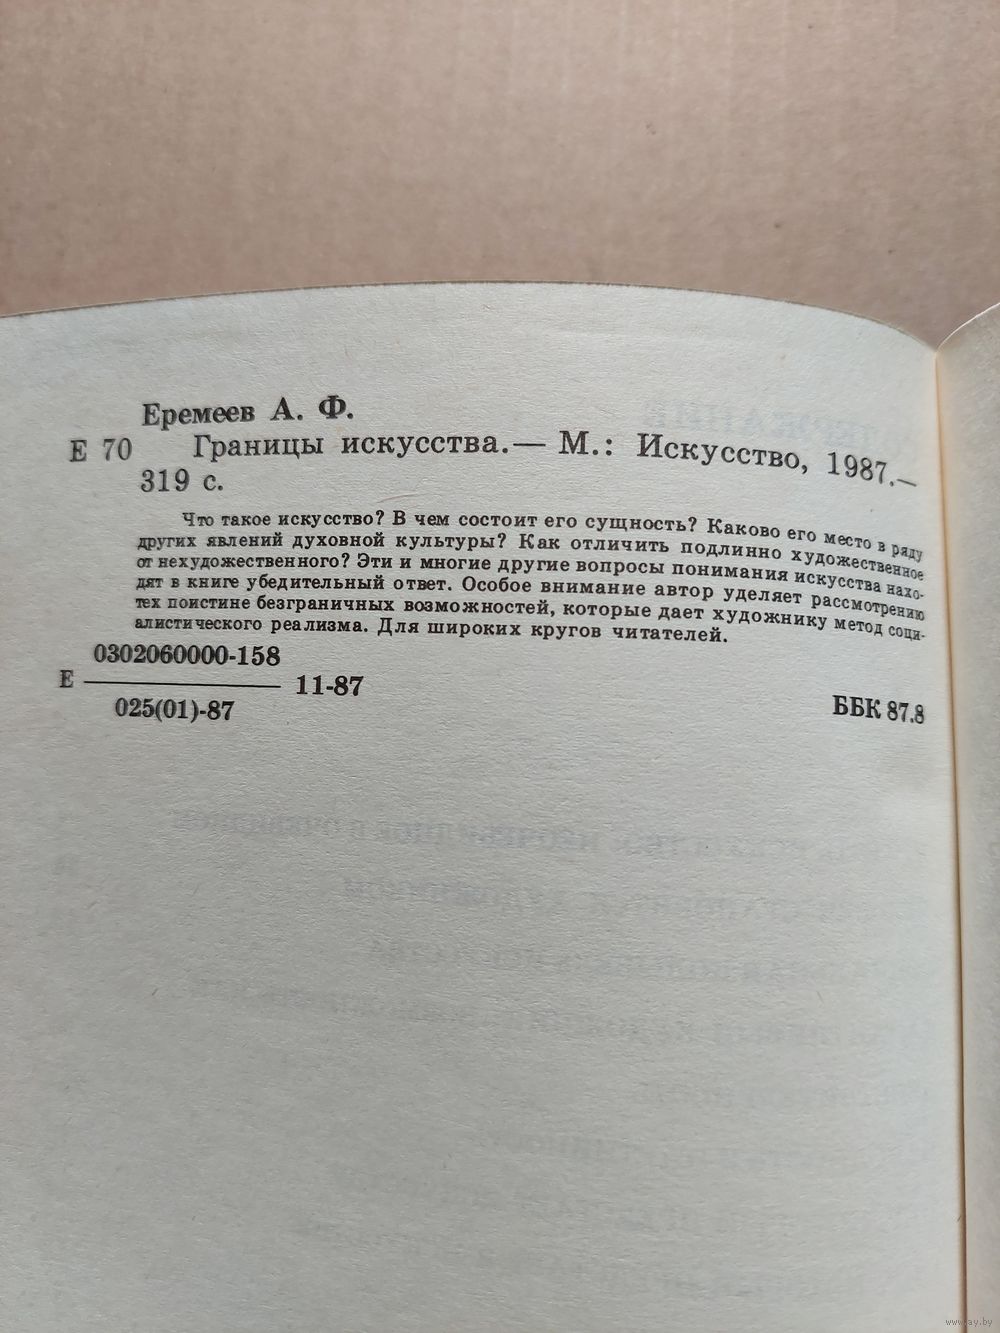 Еремеев А. Ф.
Е 70 Границы искусства.— М.: Искусство, 1987.—
319 с.
Что такое искусство? В чем состоит его сущность? Каково его место в ряду
других явлений духовной культуры? Как отличить подлинно художественное
от нехудожественного? Эти и многие другие вопросы понимания искусства нахо-
дят в книге убедительный ответ. Особое внимание автор уделяет рассмотрению
тех поистине безграничных возможностей, которые дает художнику метод соци-
алистического реализма. Для широких кругов читателей.
0302060000-158
Е 11-87
025(01)-87
ББК 87.8
www.ay.by